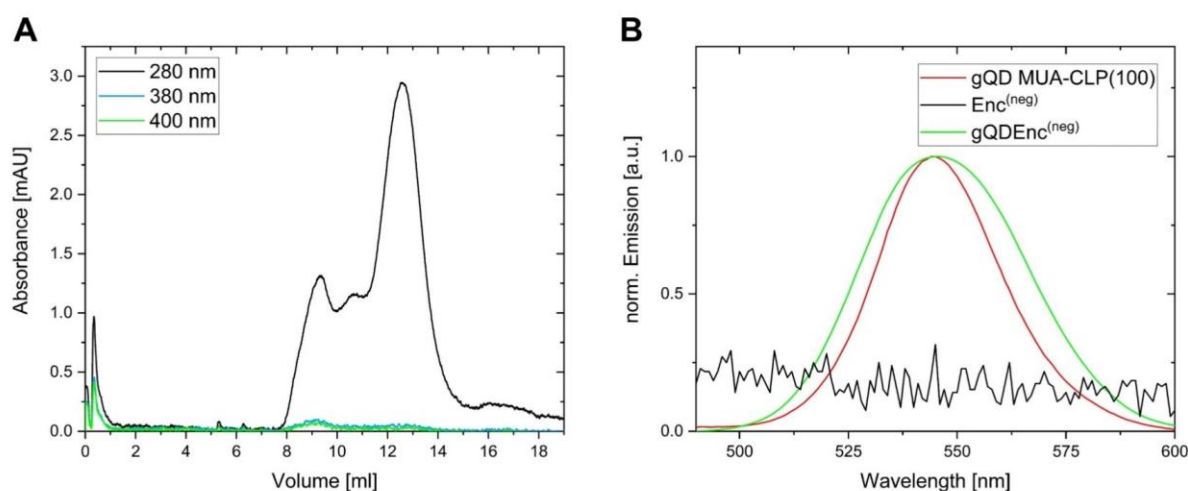 A
280 nm
380 nm
400 nm
Absorbance [mAU]
3.0
2.5
2.0
1.5
1.0
0.5
0.0
0 2 4 6 8 10 12 14 16 18
Volume [ml]
B
gQD MUA-CLP(100)
Enc(neg)
gQDEnc(neg)
norm. Emission [a.u.]
1.0
0.5
0.0
500 525 550 575 600
Wavelength [nm]